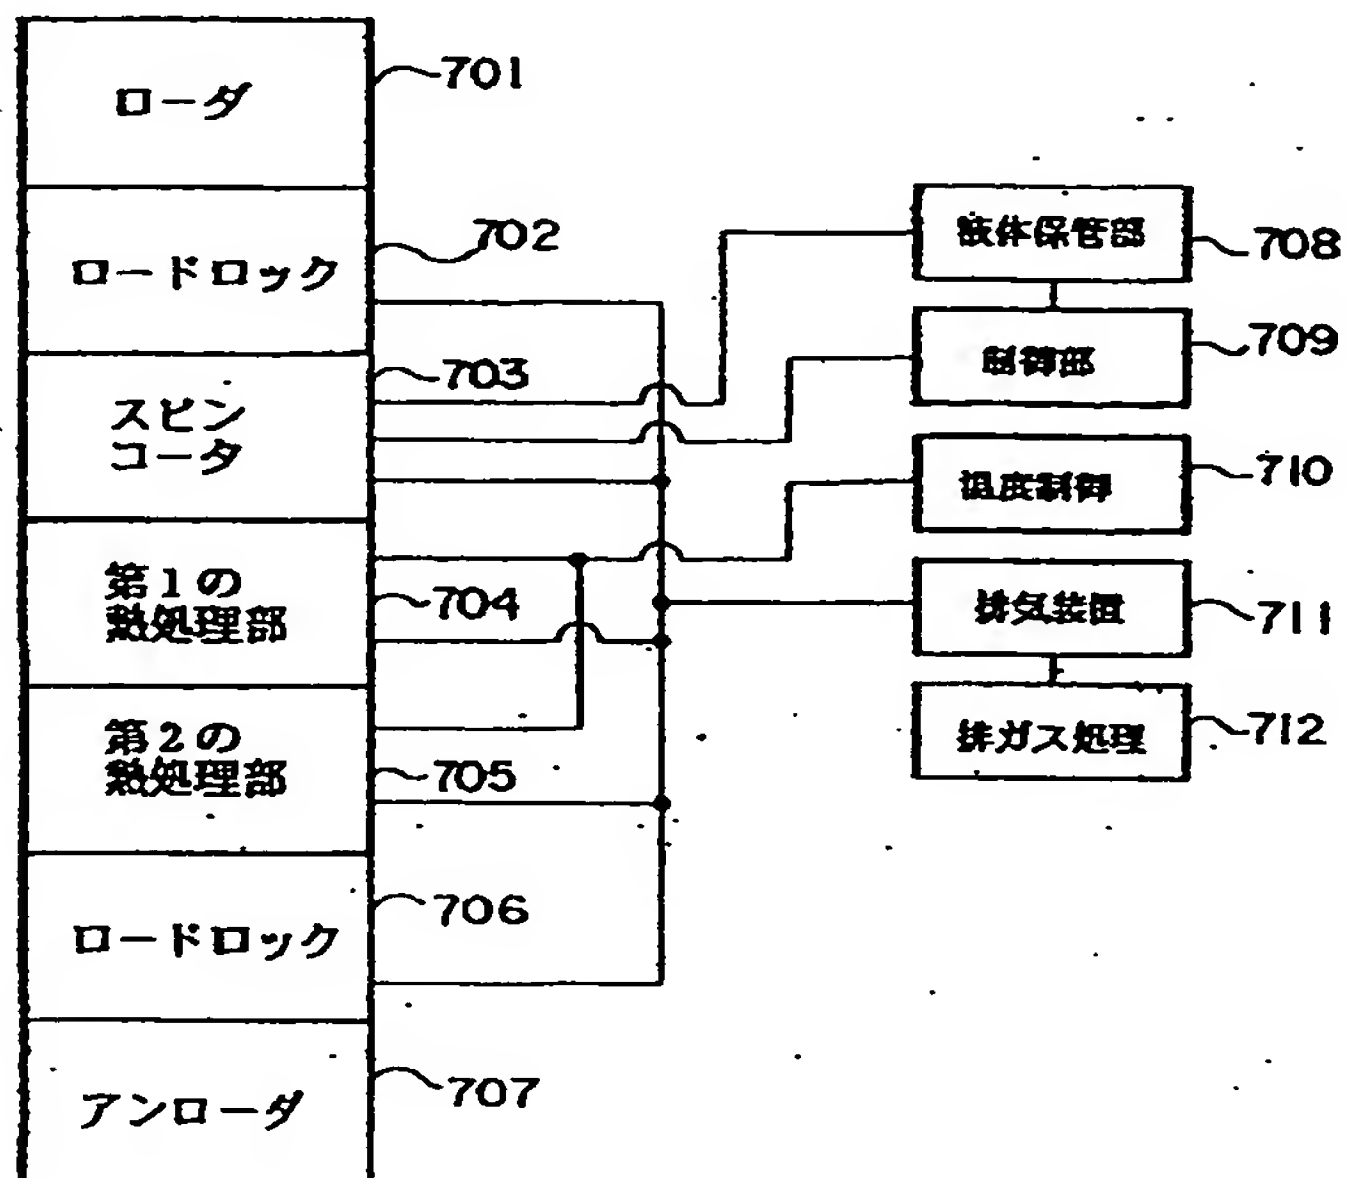 ローダ
701
ロードロック
702
スピン
コータ
703
第1の
熱処理部
704
第2の
熱処理部
705
ロードロック
706
アンローダ
707
液体保管部
708
制御部
709
温度制御
710
排気装置
711
排ガス処理
712